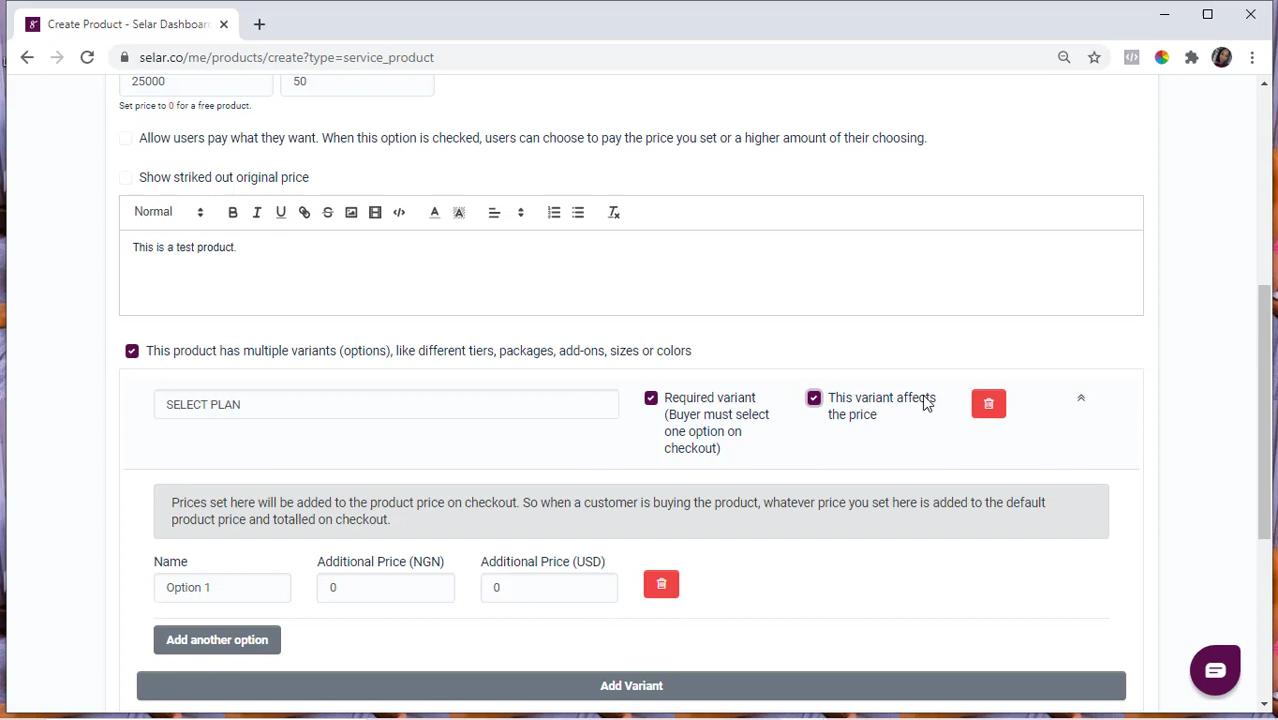 Create Product - Selar Dashboar
selar.co/me/products/create?type=service_product
25000
50
Set price to 0 for a free product.
Allow users pay what they want. When this option is checked, users can choose to pay the price you set or a higher amount of their choosing.
Show striked out original price
Normal
This is a test product.
This product has multiple variants (options), like different tiers, packages, add-ons, sizes or colors
SELECT PLAN
Required variant
(Buyer must select
one option on
checkout)
This variant affects
the price
Prices set here will be added to the product price on checkout. So when a customer is buying the product, whatever price you set here is added to the default
product price and totalled on checkout.
Name
Additional Price (NGN)
Additional Price (USD)
Option 1
0
0
Add another option
Add Variant